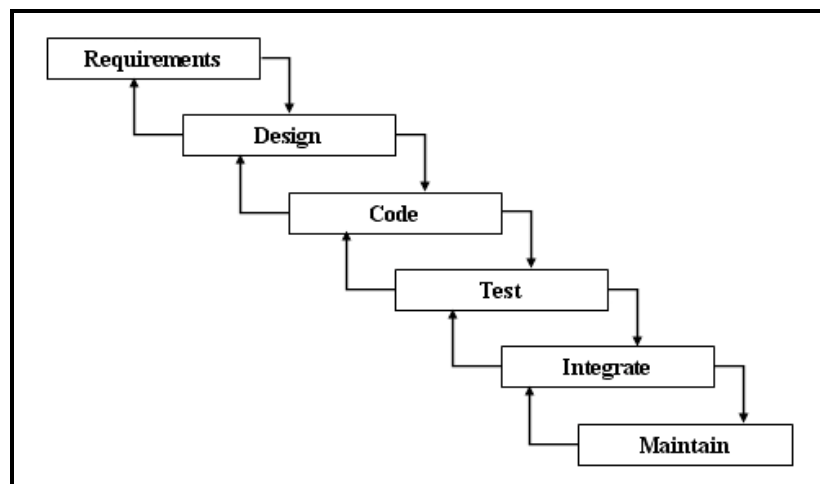 Requirements
Design
Code
Test
Integrate
Maintain